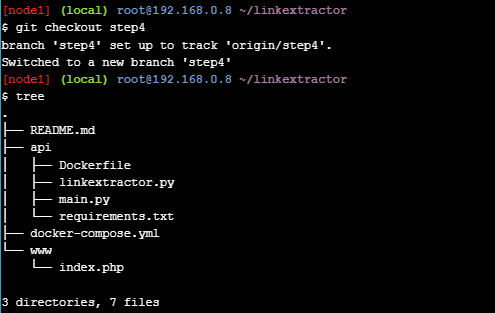 [node1] (local) root@192.168.0.8 ~/linkextractor
$ git checkout step4
branch 'step4' set up to track 'origin/step4'.
Switched to a new branch 'step4'
[node1] (local) root@192.168.0.8 ~/linkextractor
$ tree
.
├── README.md
├── api
│   ├── Dockerfile
│   ├── linkextractor.py
│   ├── main.py
│   └── requirements.txt
├── docker-compose.yml
└── www
    └── index.php

3 directories, 7 files